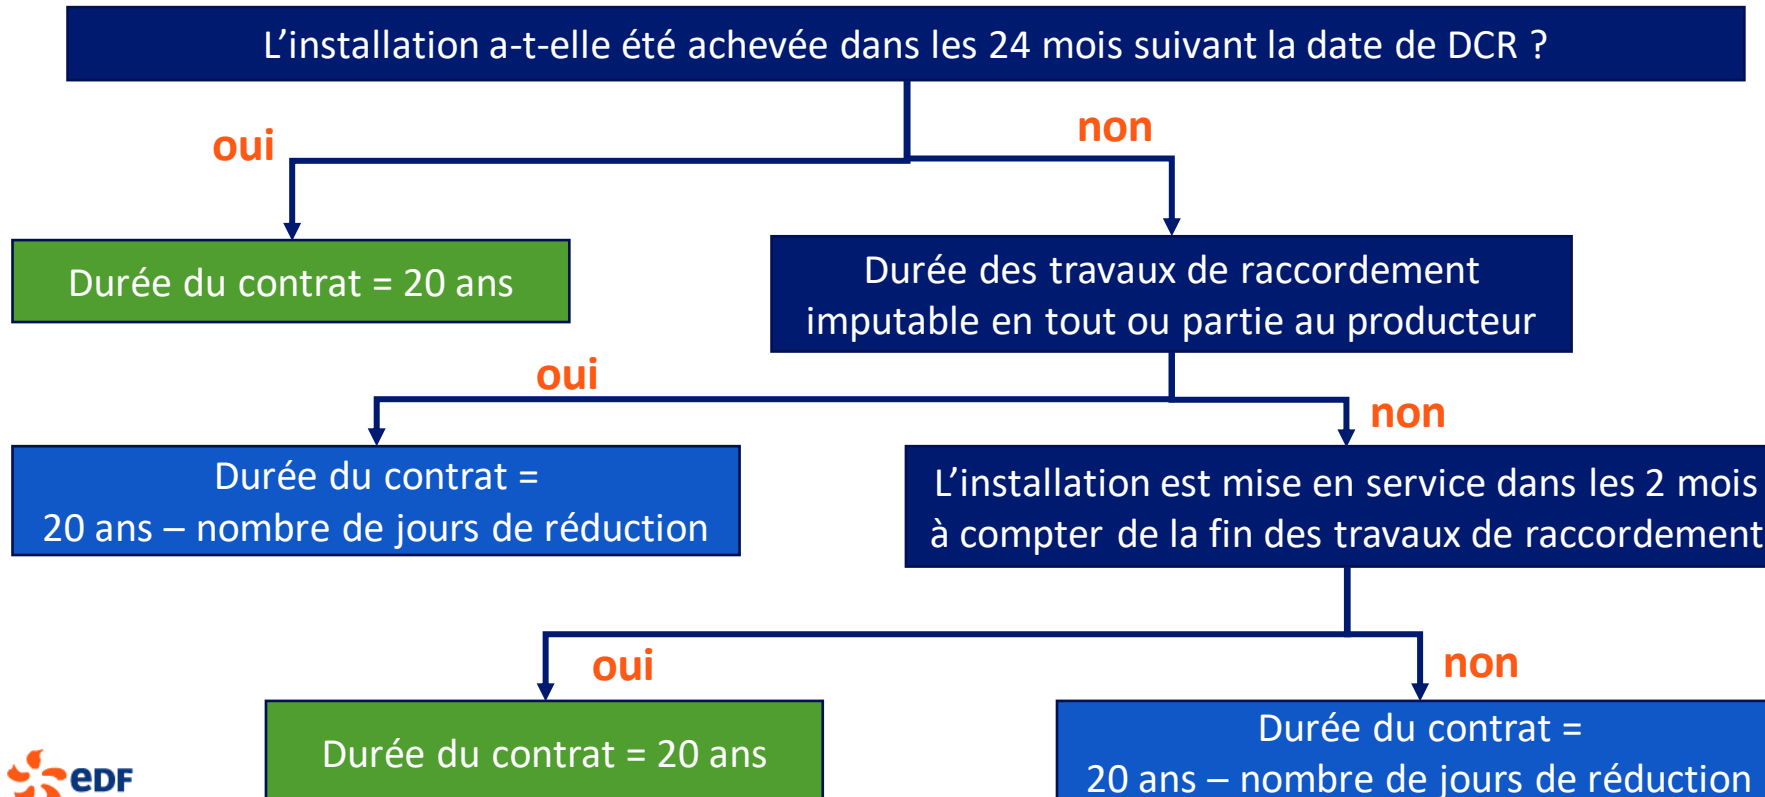 L’installation a-t-elle été achevée dans les 24 mois suivant la date de DCR ?
oui
non
Durée du contrat = 20 ans
Durée des travaux de raccordement
imputable en tout ou partie au producteur
oui
non
Durée du contrat =
20 ans – nombre de jours de réduction
L’installation est mise en service dans les 2 mois
à compter de la fin des travaux de raccordement
oui
non
Durée du contrat = 20 ans
Durée du contrat =
20 ans – nombre de jours de réduction
eDF